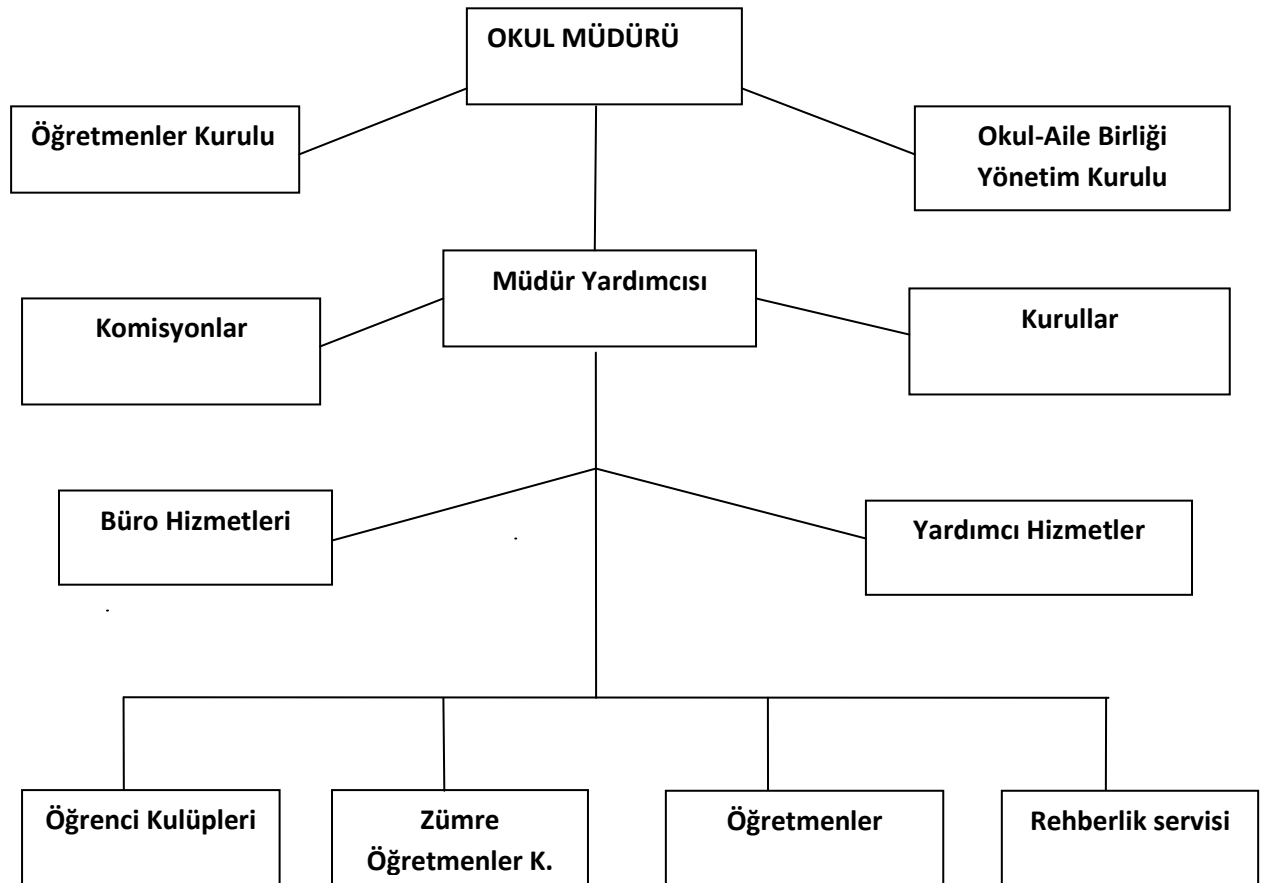 OKUL MÜDÜRÜ
Öğretmenler Kurulu
Okul-Aile Birliği
Yönetim Kurulu
Müdür Yardımcısı
Komisyonlar
Kurullar
Büro Hizmetleri
Yardımcı Hizmetler
Öğrenci Kulüpleri
Zümre
Öğretmenler K.
Öğretmenler
Rehberlik servisi